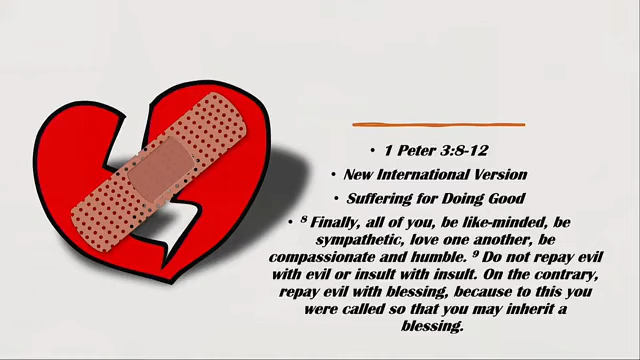 • 1 Peter 3:8-12
• New International Version
• Suffering for Doing Good
• ⁸ Finally, all of you, be like-minded, be
sympathetic, love one another, be
compassionate and humble. ⁹ Do not repay evil
with evil or insult with insult. On the contrary,
repay evil with blessing, because to this you
were called so that you may inherit a
blessing.